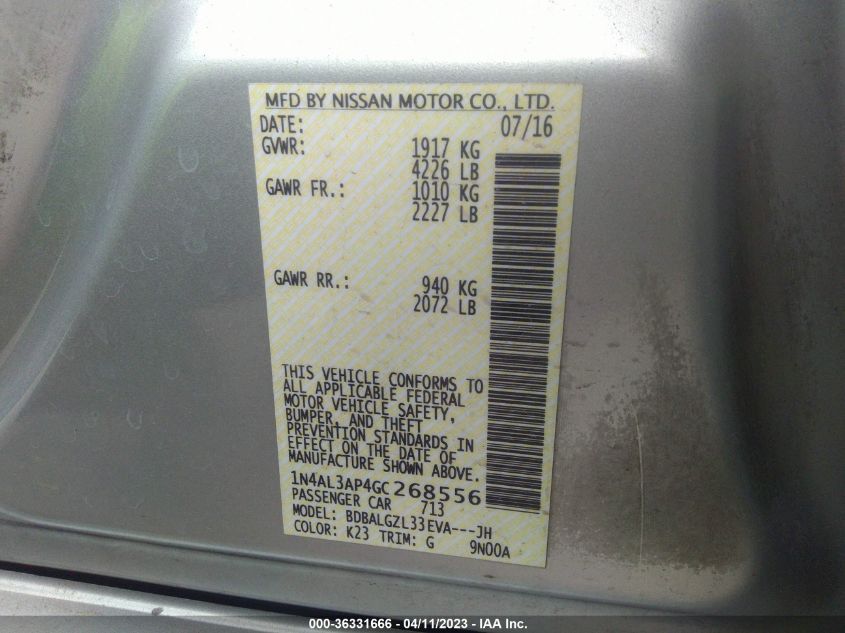 MFD BY NISSAN MOTOR CO., LTD.
DATE: 07/16
GVWR: 1917 KG
4226 LB
GAWR FR.: 1010 KG
2227 LB
GAWR RR.: 940 KG
2072 LB
THIS VEHICLE CONFORMS TO
ALL APPLICABLE FEDERAL
MOTOR VEHICLE SAFETY,
BUMPER, AND THEFT
PREVENTION STANDARDS IN
EFFECT ON THE DATE OF
MANUFACTURE SHOWN ABOVE.
1N4AL3AP4GC268556
PASSENGER CAR 713
MODEL: BDBALGZL33EVA---JH
COLOR: K23 TRIM: G 9N00A
000-36331666 - 04/11/2023 - IAA Inc.